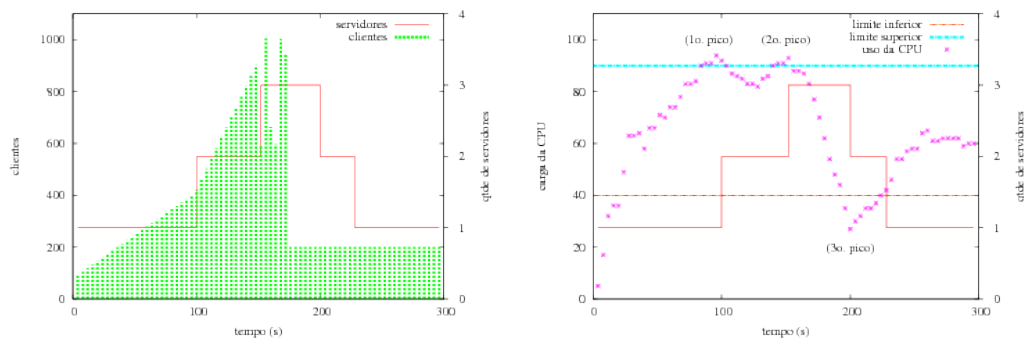 servidores
clientes
1000
800
600
400
200
0
0
100
200
300
4
3
2
1
0
clientes
tempo (s)
qtde de servidores
limite inferior
limite superior
uso da CPU
(1o. pico)
(2o. pico)
(3o. pico)
100
80
60
40
20
0
0
100
200
300
4
3
2
1
0
carga da CPU
tempo (s)
qtde de servidores